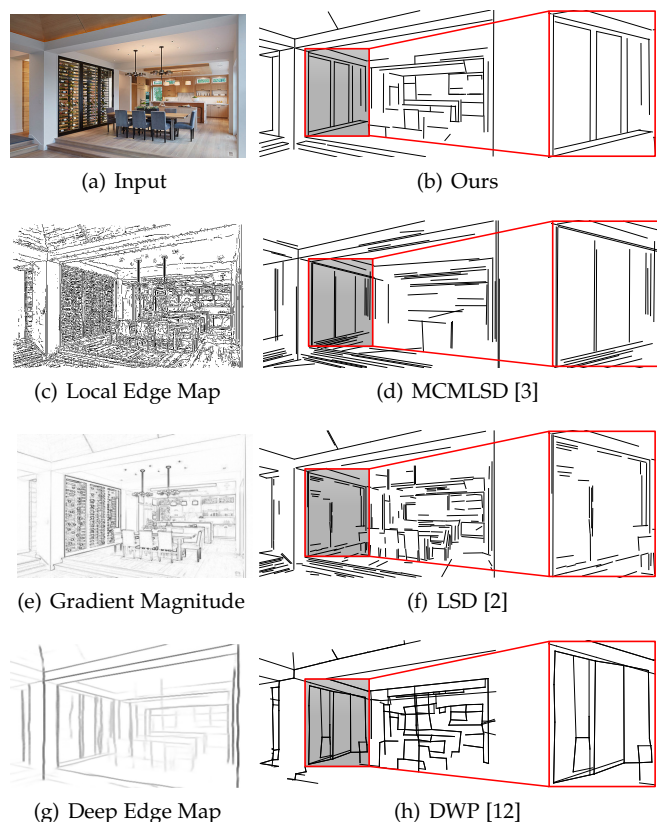 (a) Input
(b) Ours
(c) Local Edge Map
(d) MCMLSD [3]
(e) Gradient Magnitude
(f) LSD [2]
(g) Deep Edge Map
(h) DWP [12]